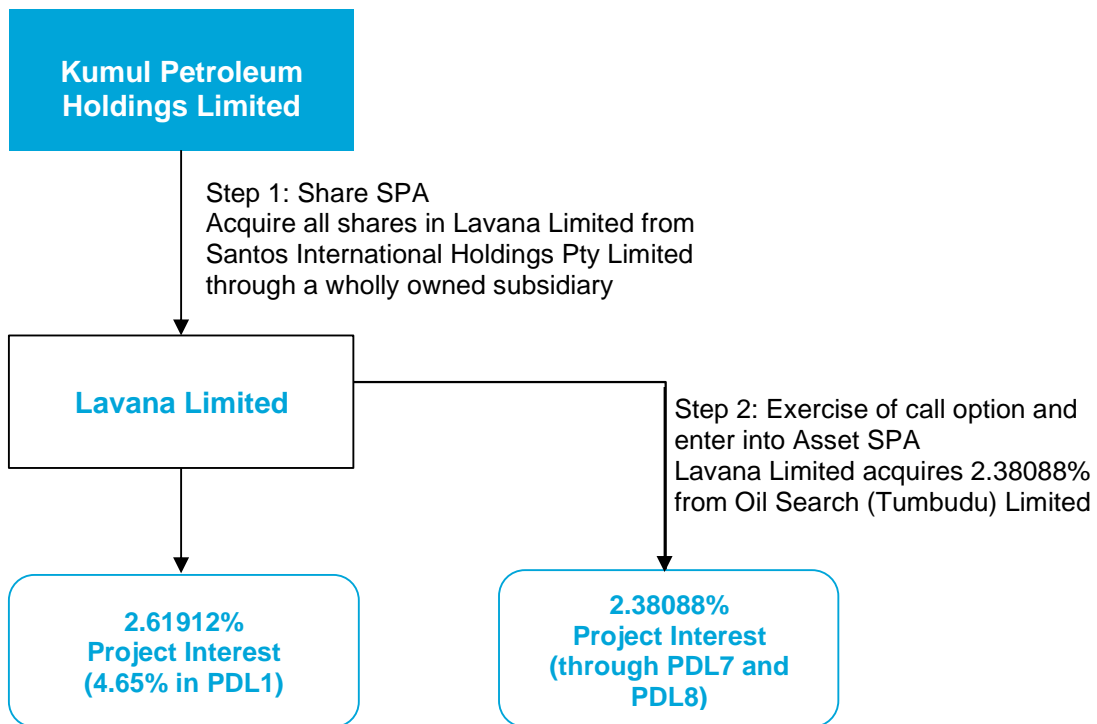 Kumul Petroleum
Holdings Limited
Step 1: Share SPA
Acquire all shares in Lavana Limited from
Santos International Holdings Pty Limited
through a wholly owned subsidiary
Lavana Limited
Step 2: Exercise of call option and
enter into Asset SPA
Lavana Limited acquires 2.38088%
from Oil Search (Tumbudu) Limited
2.61912%
Project Interest
(4.65% in PDL1)
2.38088%
Project Interest
(through PDL7 and
PDL8)